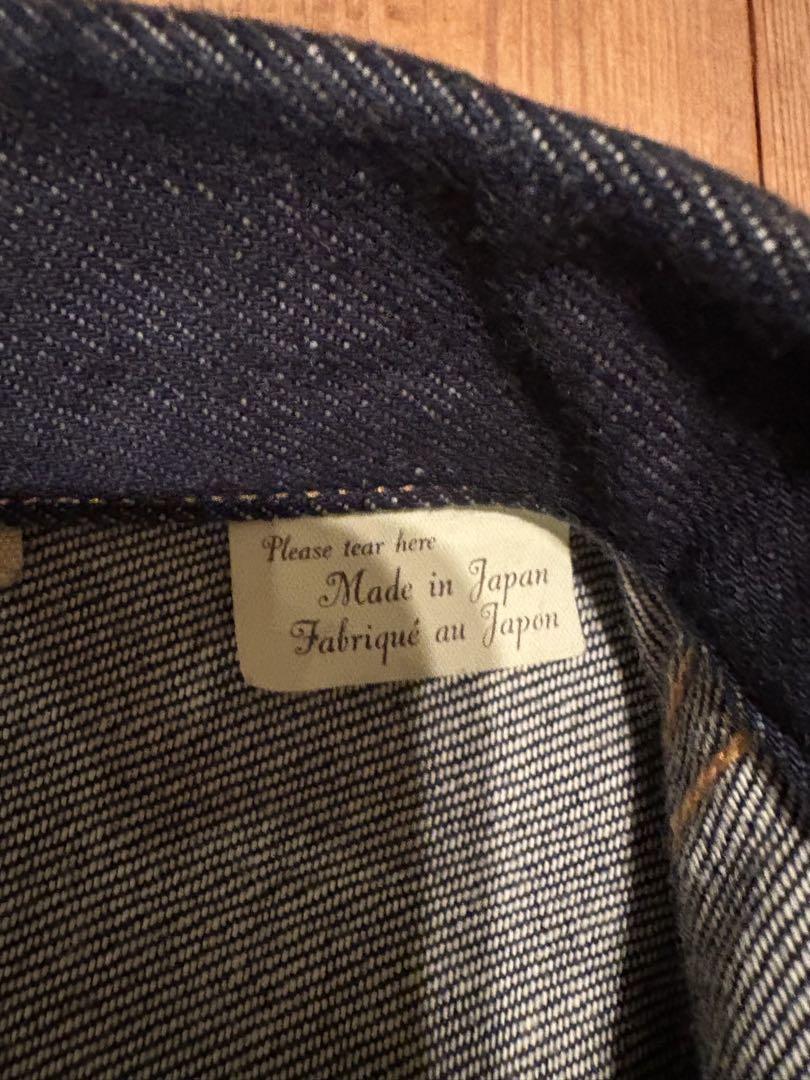 Please tear here
Made in Japan
Fabriqué au Japon